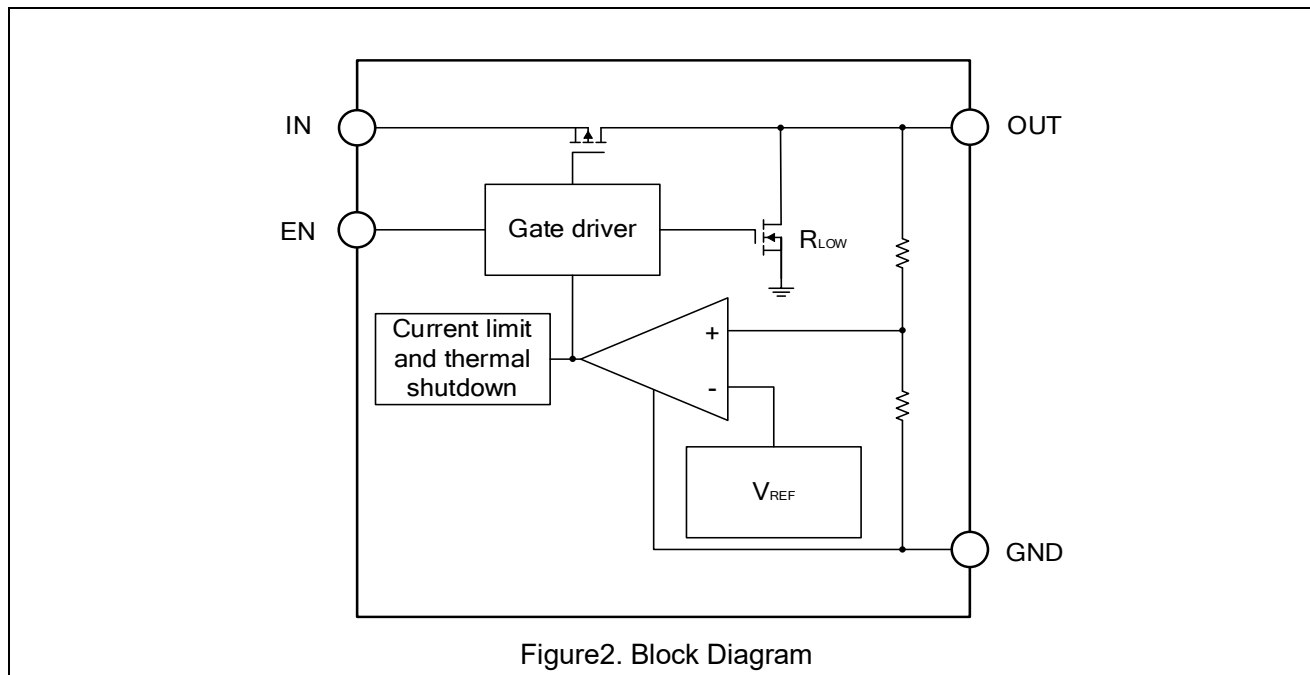 IN
OUT
EN
Gate driver
RLOW
Current limit
and thermal
shutdown
+
-
VREF
GND
Figure2. Block Diagram